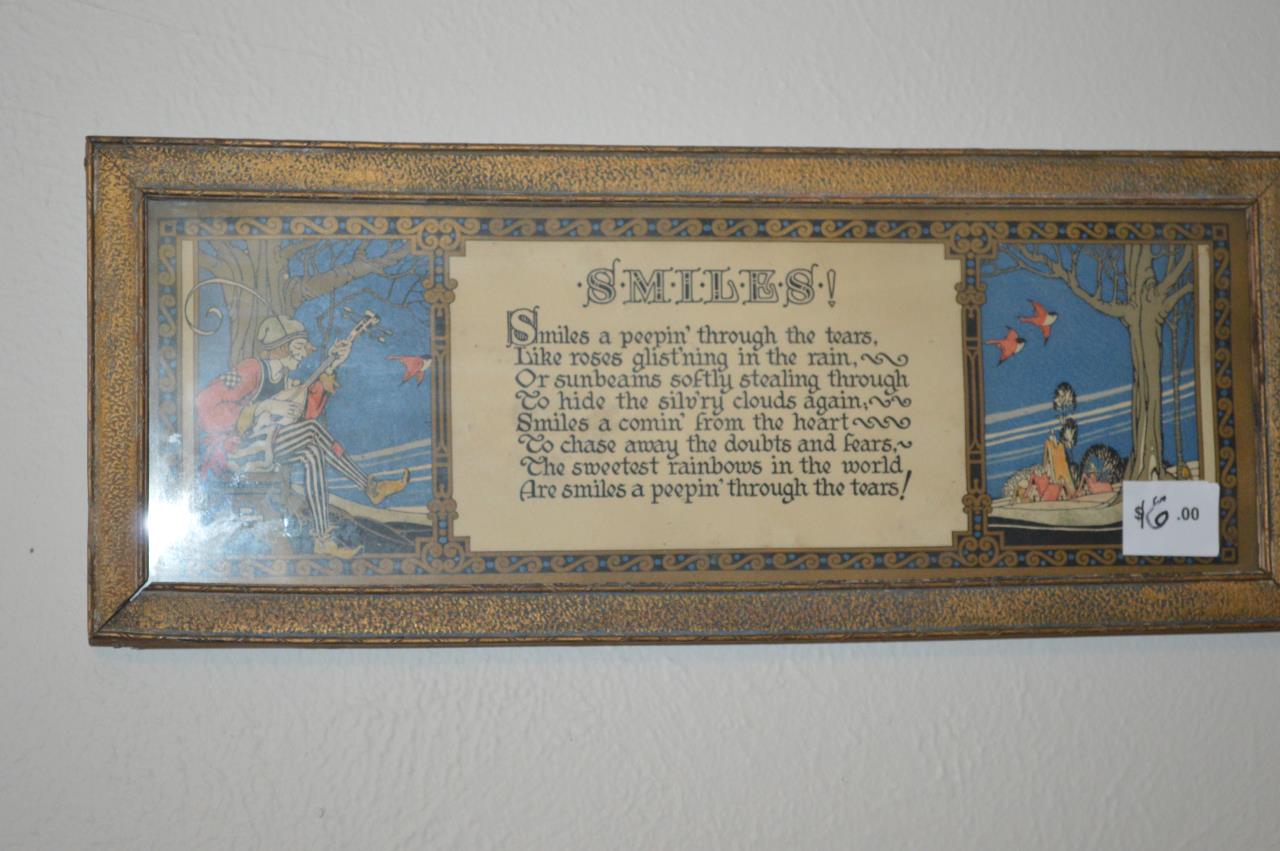 ·S·M·I·L·E·S·!
Smiles a peepin' through the tears,
Like roses glist'ning in the rain,
Or sunbeams softly stealing through
To hide the silv'ry clouds again,
Smiles a comin' from the heart
To chase away the doubts and fears,
The sweetest rainbows in the world
Are smiles a peepin' through the tears!
$6.00